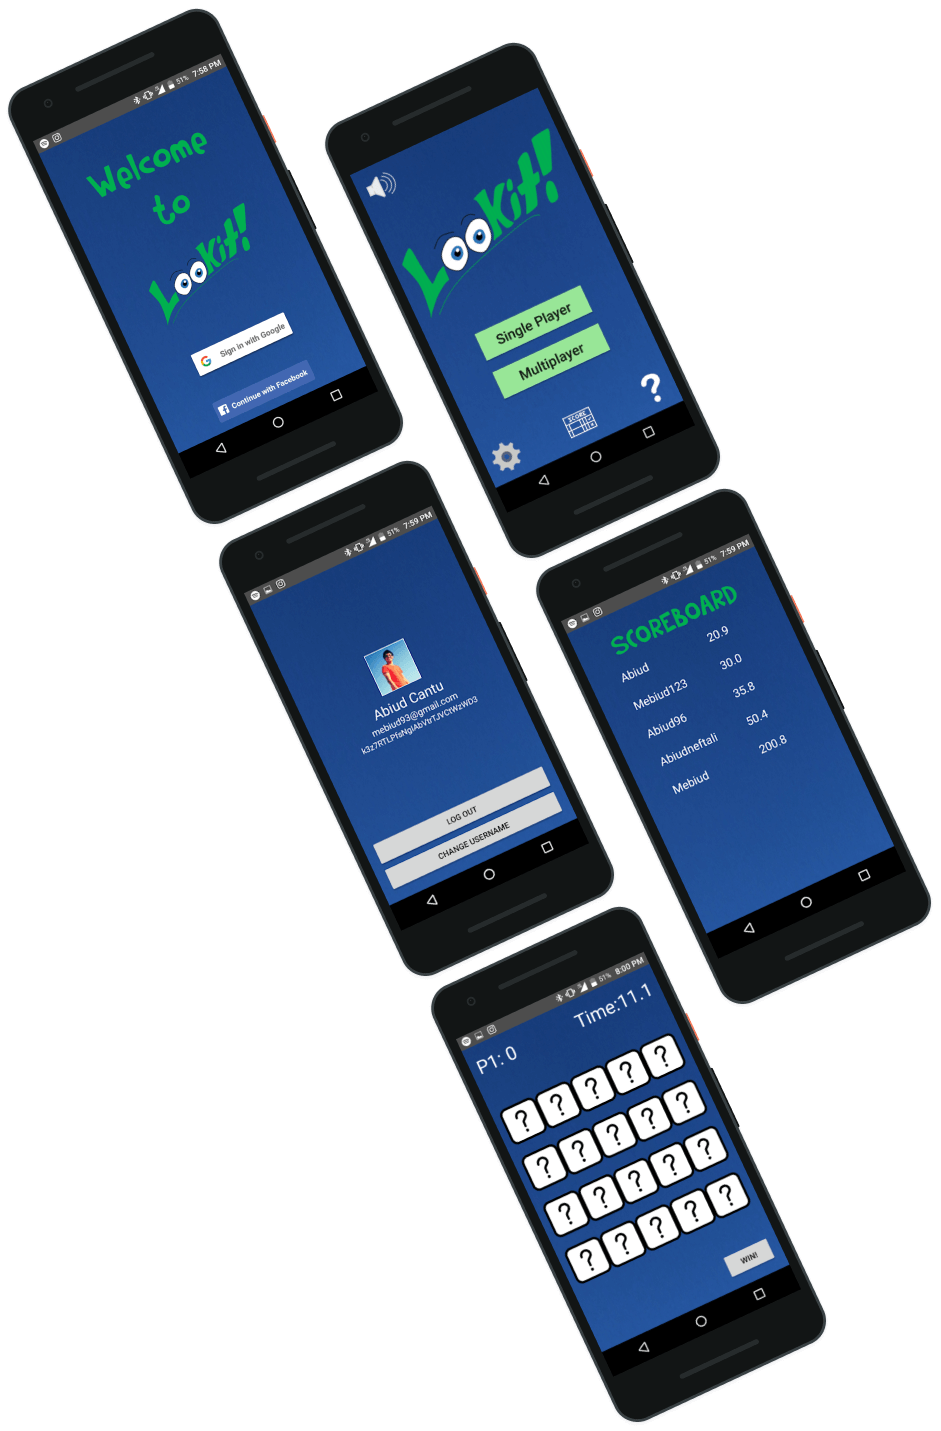 51% 7:58 PM
Welcome
to
Lookit!
Sign in with Google
Continue with Facebook
Lookit!
Single Player
Multiplayer
SCORE
?
51% 7:59 PM
Abiud Cantu
mebiud93@gmail.com
LOG OUT
CHANGE USERNAME
51% 7:59 PM
SCOREBOARD
Abiud 20.9
Mebiud123 30.0
Abiud96 35.8
Abiudneftali 50.4
Mebiud 200.8
51% 8:00 PM
P1: 0 Time:11.1
? ? ? ? ?
? ? ? ? ?
? ? ? ? ?
? ? ? ? ?
WIN!